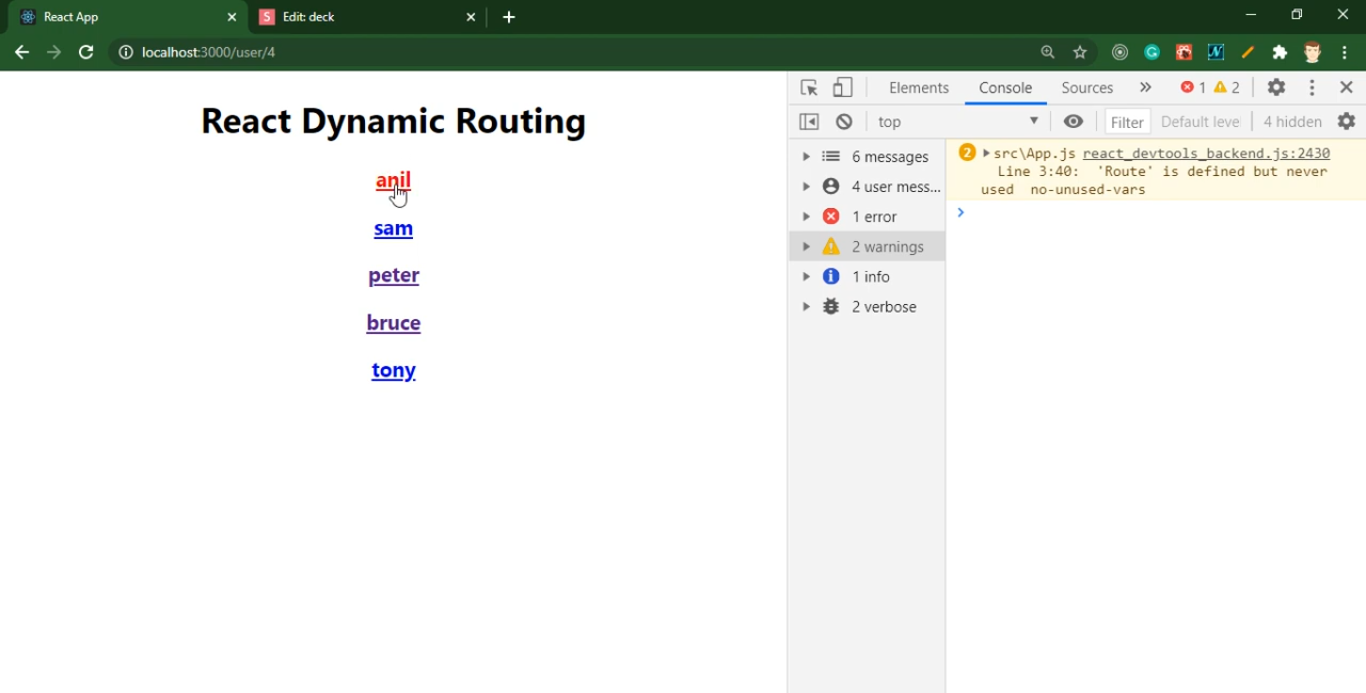 React App
Edit: deck
localhost:3000/user/4
React Dynamic Routing
anil
sam
peter
bruce
tony
Elements Console Sources » 1 2
top Filter Default leve 4 hidden
6 messages
4 user mess...
1 error
2 warnings
1 info
2 verbose
2 src\App.js react_devtools_backend.js:2430
Line 3:40: 'Route' is defined but never
used no-unused-vars